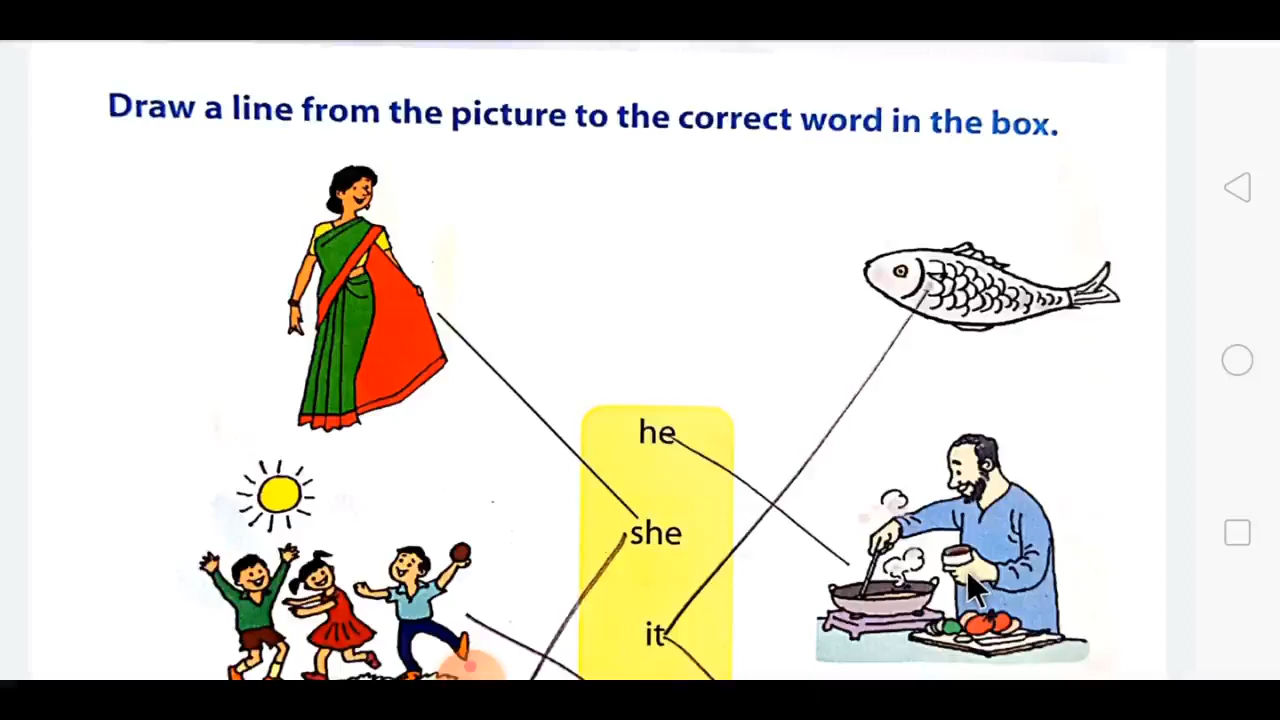 Draw a line from the picture to the correct word in the box.
he
she
it